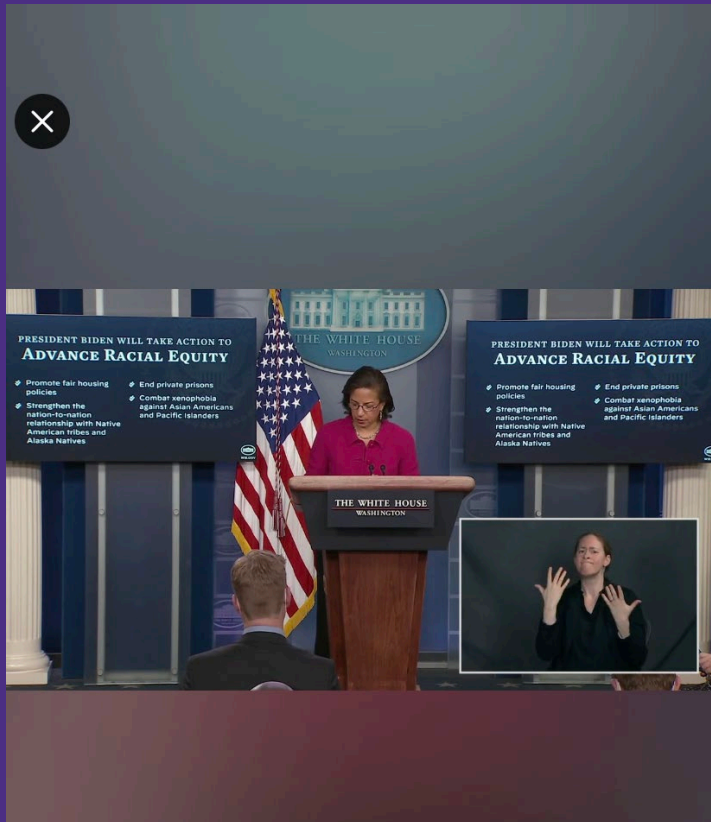 PRESIDENT BIDEN WILL TAKE ACTION TO
ADVANCE RACIAL EQUITY
Promote fair housing
policies
Strengthen the
nation-to-nation
relationship with Native
American tribes and
Alaska Natives
End private prisons
Combat xenophobia
against Asian Americans
and Pacific Islanders
THE WHITE HOUSE
WASHINGTON
THE WHITE HOUSE
WASHINGTON
PRESIDENT BIDEN WILL TAKE ACTION TO
ADVANCE RACIAL EQUITY
Promote fair housing
policies
Strengthen the
nation-to-nation
relationship with Native
American tribes and
Alaska Natives
End private prisons
Combat xenophobia
against Asian Americans
and Pacific Islanders